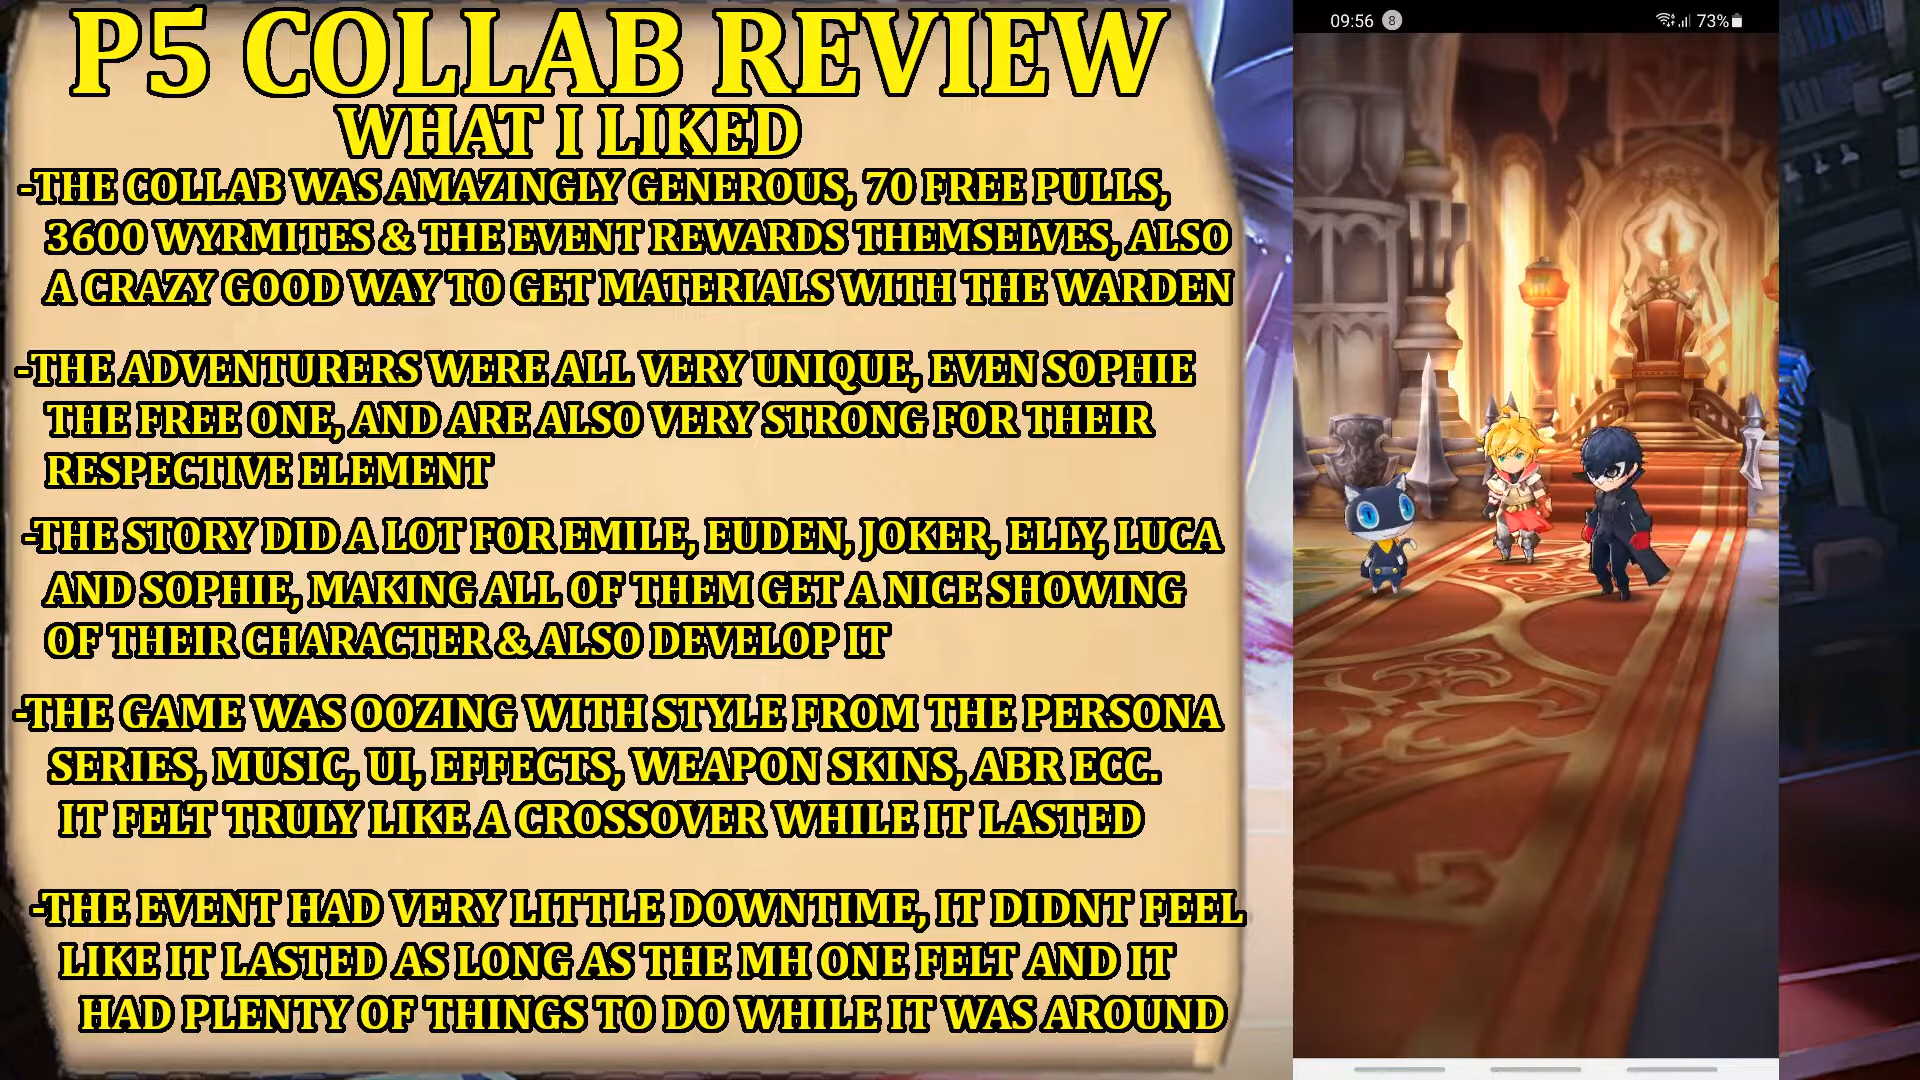 P5 COLLAB REVIEW
WHAT I LIKED
-THE COLLAB WAS AMAZINGLY GENEROUS, 70 FREE PULLS,
3600 WYRMITES & THE EVENT REWARDS THEMSELVES, ALSO
A CRAZY GOOD WAY TO GET MATERIALS WITH THE WARDEN
-THE ADVENTURERS WERE ALL VERY UNIQUE, EVEN SOPHIE
THE FREE ONE, AND ARE ALSO VERY STRONG FOR THEIR
RESPECTIVE ELEMENT
-THE STORY DID A LOT FOR EMILE, EUDEN, JOKER, ELLY, LUCA
AND SOPHIE, MAKING ALL OF THEM GET A NICE SHOWING
OF THEIR CHARACTER & ALSO DEVELOP IT
-THE GAME WAS OOZING WITH STYLE FROM THE PERSONA
SERIES, MUSIC, UI, EFFECTS, WEAPON SKINS, ABR ECC.
IT FELT TRULY LIKE A CROSSOVER WHILE IT LASTED
-THE EVENT HAD VERY LITTLE DOWNTIME, IT DIDNT FEEL
LIKE IT LASTED AS LONG AS THE MH ONE FELT AND IT
HAD PLENTY OF THINGS TO DO WHILE IT WAS AROUND
09:56 8 73%